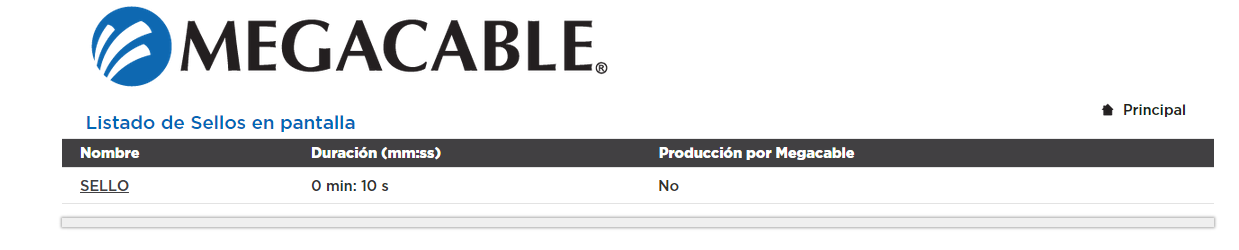 MEGACABLE®
Principal
Listado de Sellos en pantalla
Nombre Duración (mm:ss) Producción por Megacable
SELLO 0 min: 10 s No